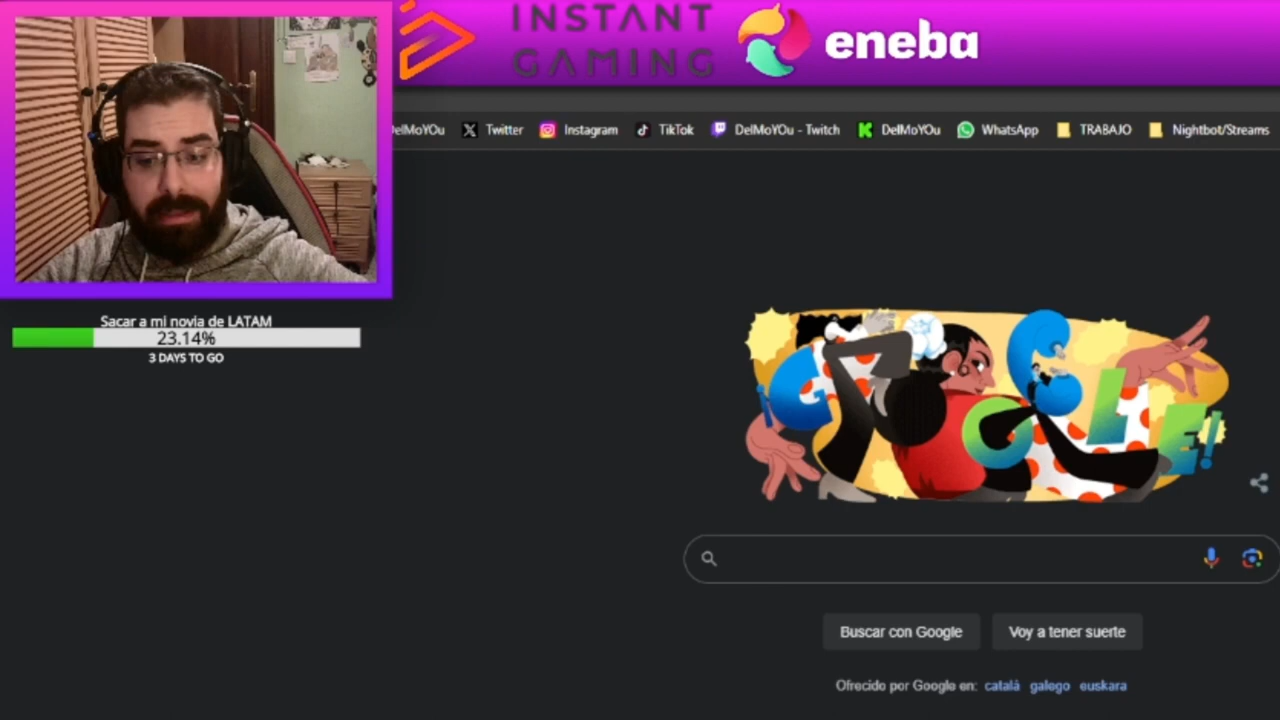 INSTANT
GAMING
eneba
DelMoYOu Twitter Instagram TikTok DelMoYOu - Twitch DelMoYOu WhatsApp TRABAJO Nightbot/Streams
Sacar a mi novia de LATAM
23.14%
3 DAYS TO GO
¡G O G L E!
Buscar con Google Voy a tener suerte
Ofrecido por Google en: català galego euskara